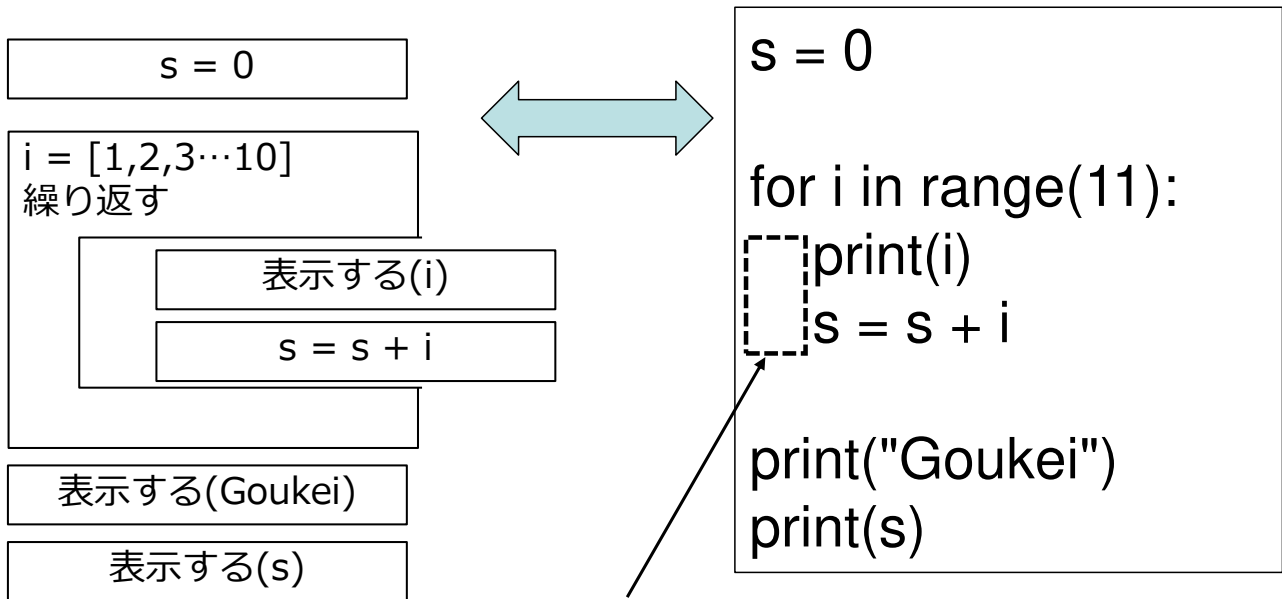 s = 0
i = [1,2,3…10]
繰り返す
表示する(i)
s = s + i
表示する(Goukei)
表示する(s)
s = 0
for i in range(11):
print(i)
s = s + i
print("Goukei")
print(s)